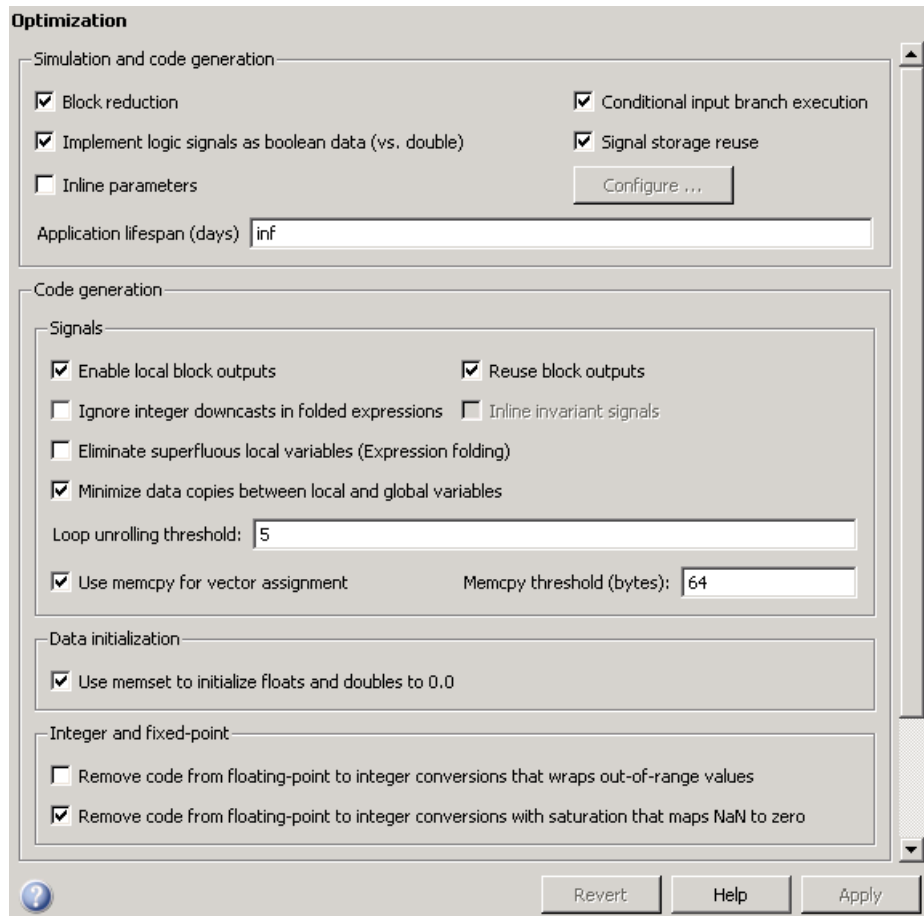 Optimization
Simulation and code generation
Block reduction
Conditional input branch execution
Implement logic signals as boolean data (vs. double)
Signal storage reuse
Inline parameters
Configure ...
Application lifespan (days) inf
Code generation
Signals
Enable local block outputs
Reuse block outputs
Ignore integer downcasts in folded expressions
Inline invariant signals
Eliminate superfluous local variables (Expression folding)
Minimize data copies between local and global variables
Loop unrolling threshold: 5
Use memcpy for vector assignment
Memcpy threshold (bytes): 64
Data initialization
Use memset to initialize floats and doubles to 0.0
Integer and fixed-point
Remove code from floating-point to integer conversions that wraps out-of-range values
Remove code from floating-point to integer conversions with saturation that maps NaN to zero
?
Revert
Help
Apply